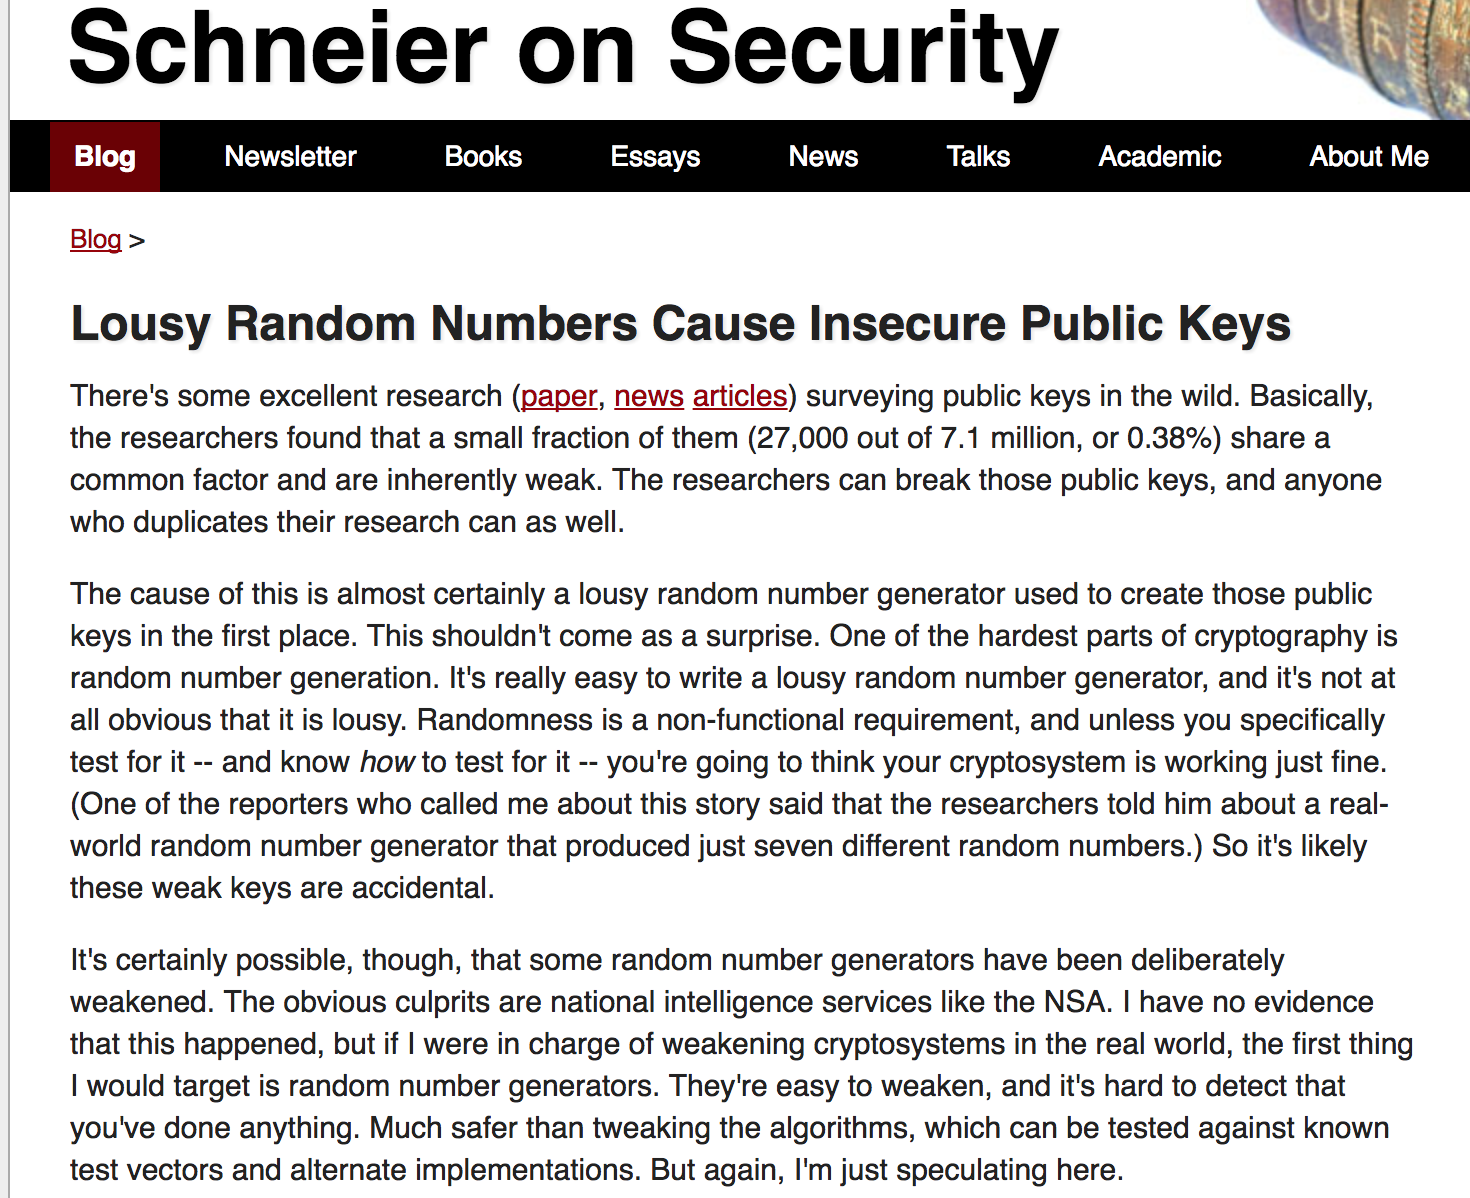 Schneier on Security
Blog Newsletter Books Essays News Talks Academic About Me
Blog >
Lousy Random Numbers Cause Insecure Public Keys
There's some excellent research (paper, news articles) surveying public keys in the wild. Basically,
the researchers found that a small fraction of them (27,000 out of 7.1 million, or 0.38%) share a
common factor and are inherently weak. The researchers can break those public keys, and anyone
who duplicates their research can as well.
The cause of this is almost certainly a lousy random number generator used to create those public
keys in the first place. This shouldn't come as a surprise. One of the hardest parts of cryptography is
random number generation. It's really easy to write a lousy random number generator, and it's not at
all obvious that it is lousy. Randomness is a non-functional requirement, and unless you specifically
test for it -- and know how to test for it -- you're going to think your cryptosystem is working just fine.
(One of the reporters who called me about this story said that the researchers told him about a real-
world random number generator that produced just seven different random numbers.) So it's likely
these weak keys are accidental.
It's certainly possible, though, that some random number generators have been deliberately
weakened. The obvious culprits are national intelligence services like the NSA. I have no evidence
that this happened, but if I were in charge of weakening cryptosystems in the real world, the first thing
I would target is random number generators. They're easy to weaken, and it's hard to detect that
you've done anything. Much safer than tweaking the algorithms, which can be tested against known
test vectors and alternate implementations. But again, I'm just speculating here.